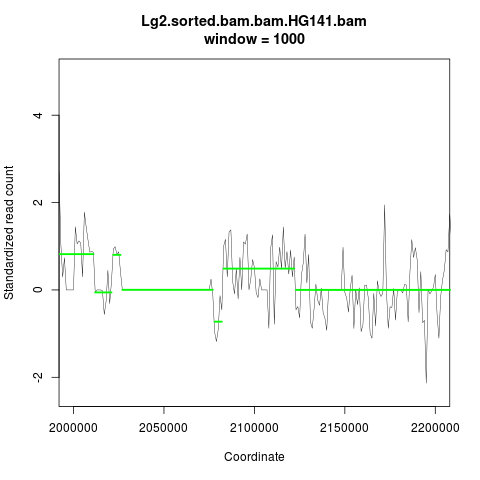 Lg2.sorted.bam.bam.HG141.bam
window = 1000
Standardized read count
4
2
0
-2
2000000 2050000 2100000 2150000 2200000
Coordinate